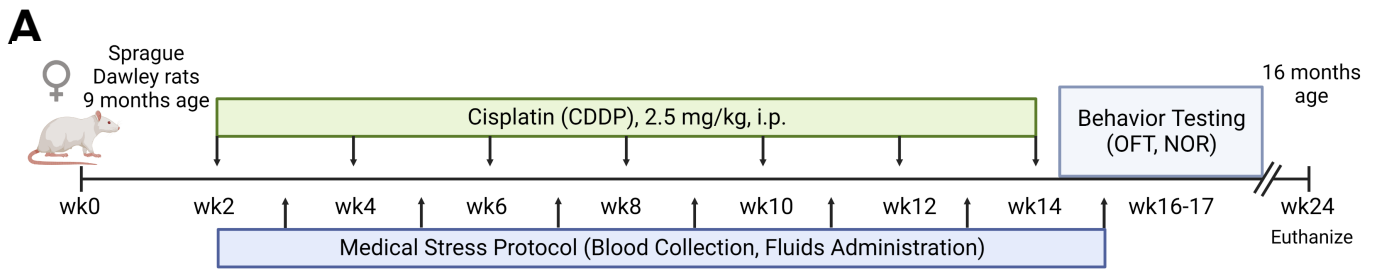 A
Sprague
Dawley rats
9 months age
Cisplatin (CDDP), 2.5 mg/kg, i.p.
Behavior Testing
(OFT, NOR)
16 months
age
wk0 wk2 wk4 wk6 wk8 wk10 wk12 wk14 wk16-17 wk24
Medical Stress Protocol (Blood Collection, Fluids Administration)
Euthanize